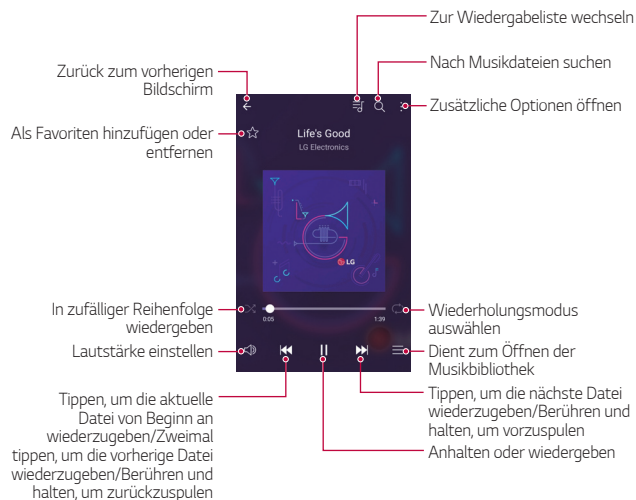 Zur Wiedergabeliste wechseln
Nach Musikdateien suchen
Zusätzliche Optionen öffnen
Zurück zum vorherigen
Bildschirm
Als Favoriten hinzufügen oder
entfernen
Life's Good
LG Electronics
LG
In zufälliger Reihenfolge
wiedergeben
0:05
1:39
Wiederholungsmodus
auswählen
Lautstärke einstellen
Dient zum Öffnen der
Musikbibliothek
Tippen, um die aktuelle
Datei von Beginn an
wiederzugeben/Zweimal
tippen, um die vorherige Datei
wiederzugeben/Berühren und
halten, um zurückzuspulen
Tippen, um die nächste Datei
wiederzugeben/Berühren und
halten, um vorzuspulen
Anhalten oder wiedergeben